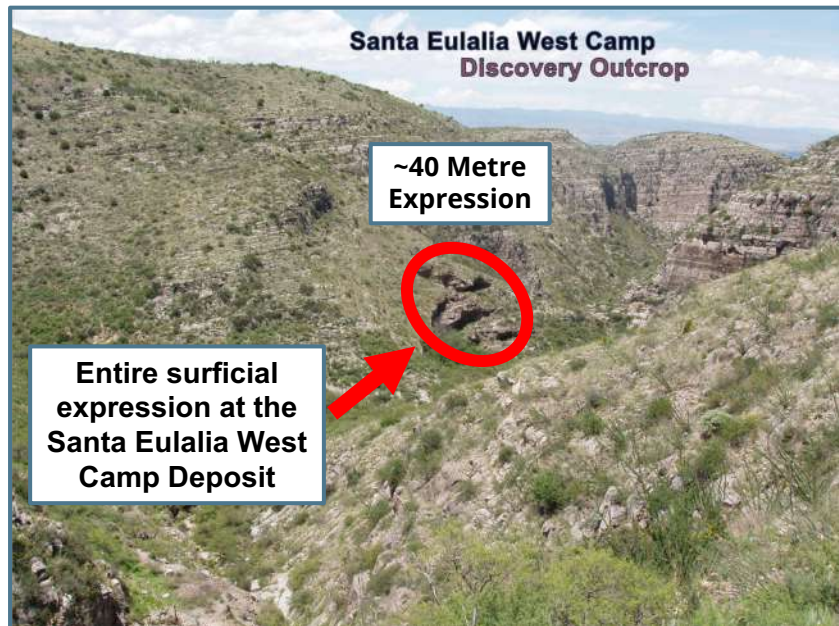 Santa Eulalia West Camp
Discovery Outcrop
~40 Metre
Expression
Entire surficial
expression at the
Santa Eulalia West
Camp Deposit